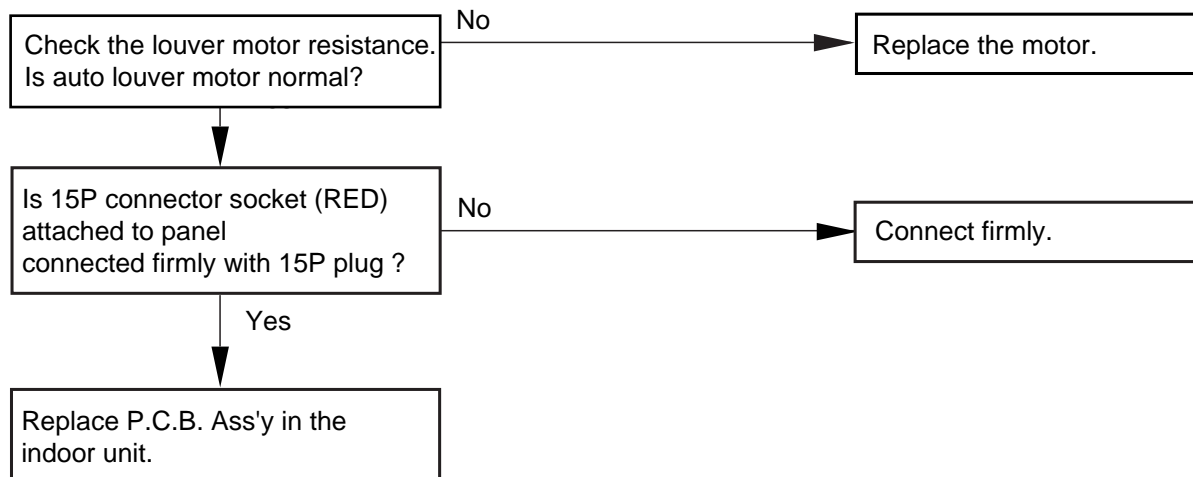 No
Check the louver motor resistance.
Is auto louver motor normal?
Replace the motor.
Is 15P connector socket (RED)
attached to panel
connected firmly with 15P plug ?
No
Connect firmly.
Yes
Replace P.C.B. Ass'y in the
indoor unit.